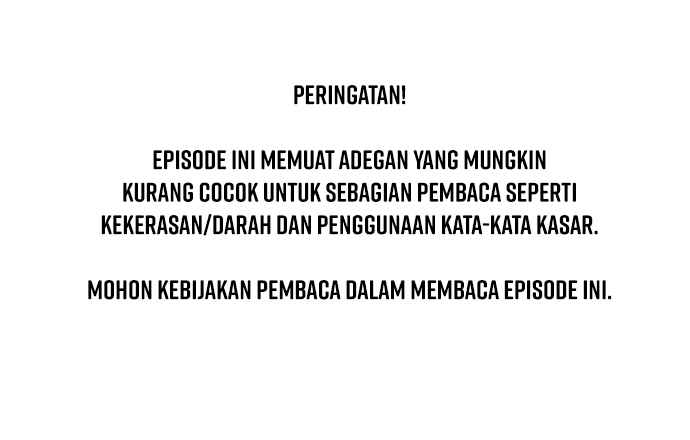 PERINGATAN!
EPISODE INI MEMUAT ADEGAN YANG MUNGKIN
KURANG COCOK UNTUK SEBAGIAN PEMBACA SEPERTI
KEKERASAN/DARAH DAN PENGGUNAAN KATA-KATA KASAR.
MOHON KEBIJAKAN PEMBACA DALAM MEMBACA EPISODE INI.